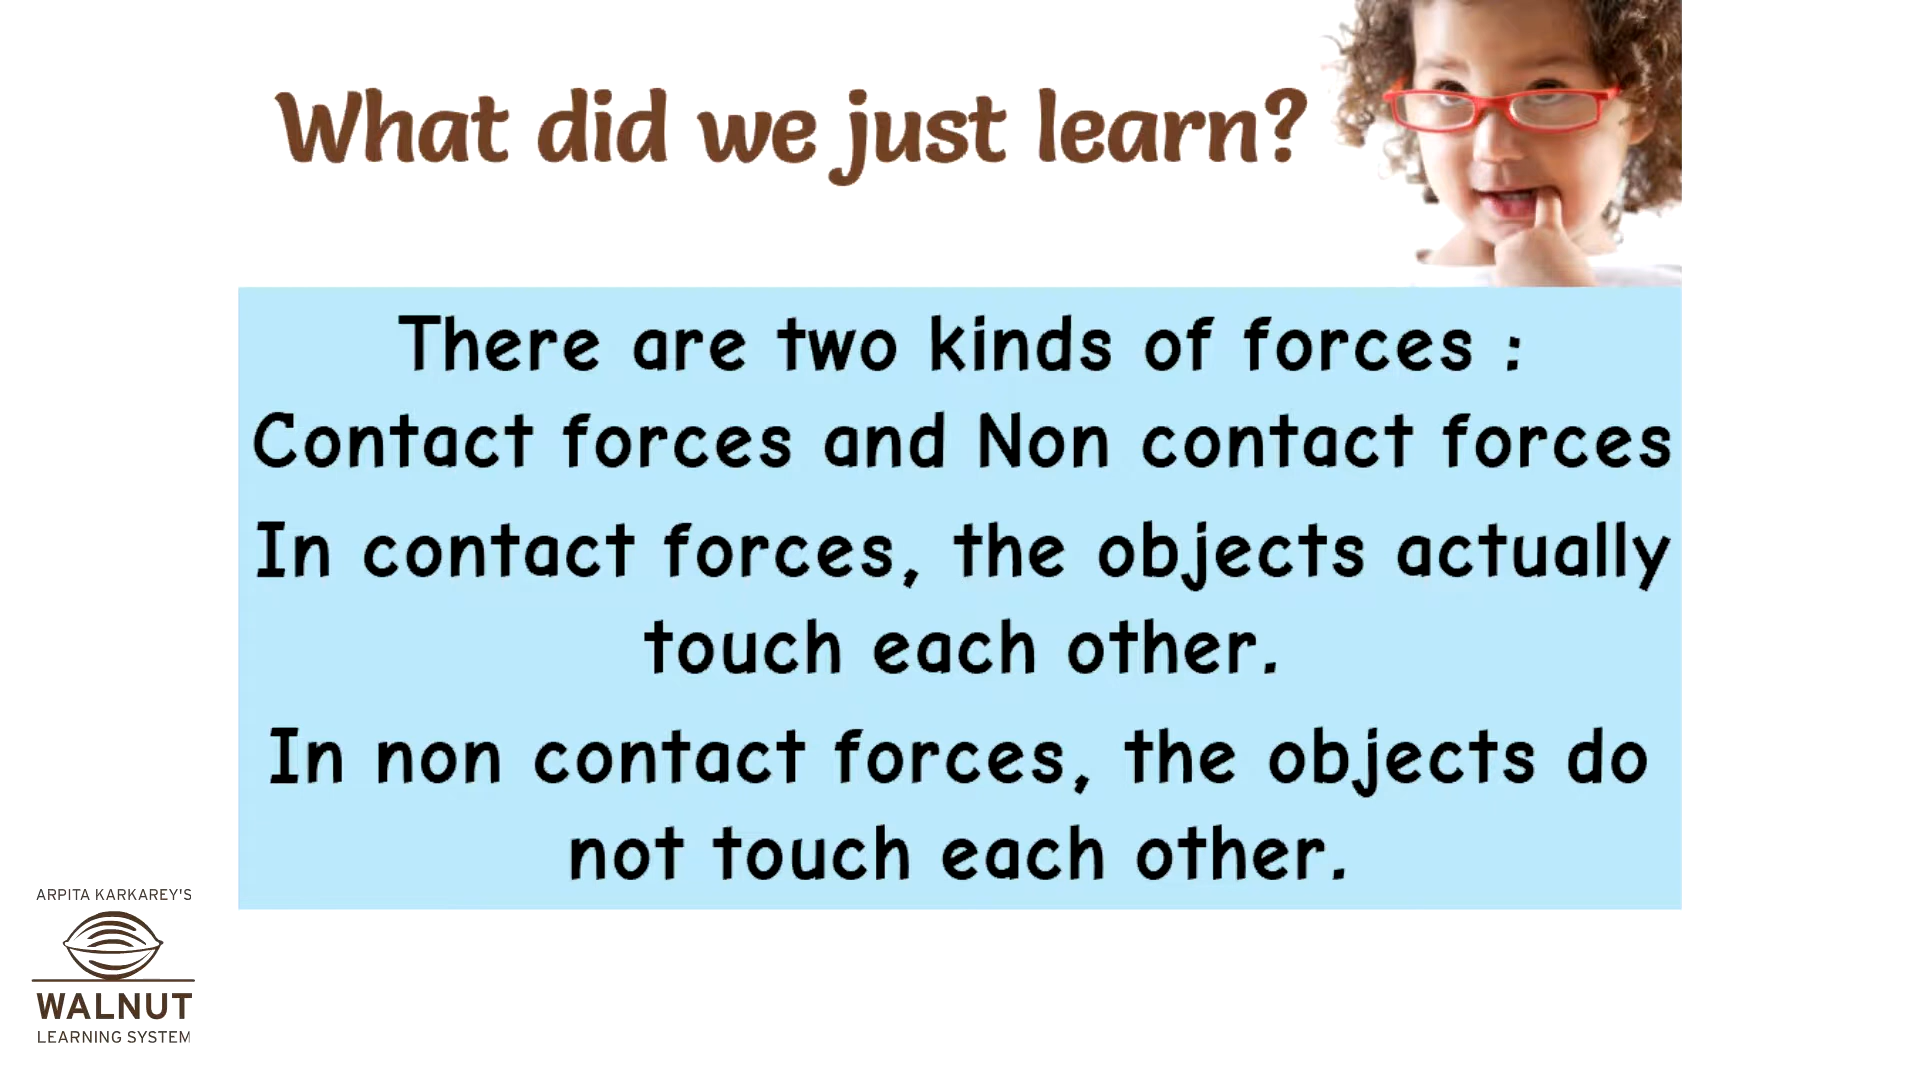 What did we just learn?
There are two kinds of forces :
Contact forces and Non contact forces
In contact forces, the objects actually
touch each other.
In non contact forces, the objects do
not touch each other.
ARPITA KARKAREY'S
WALNUT
LEARNING SYSTEM